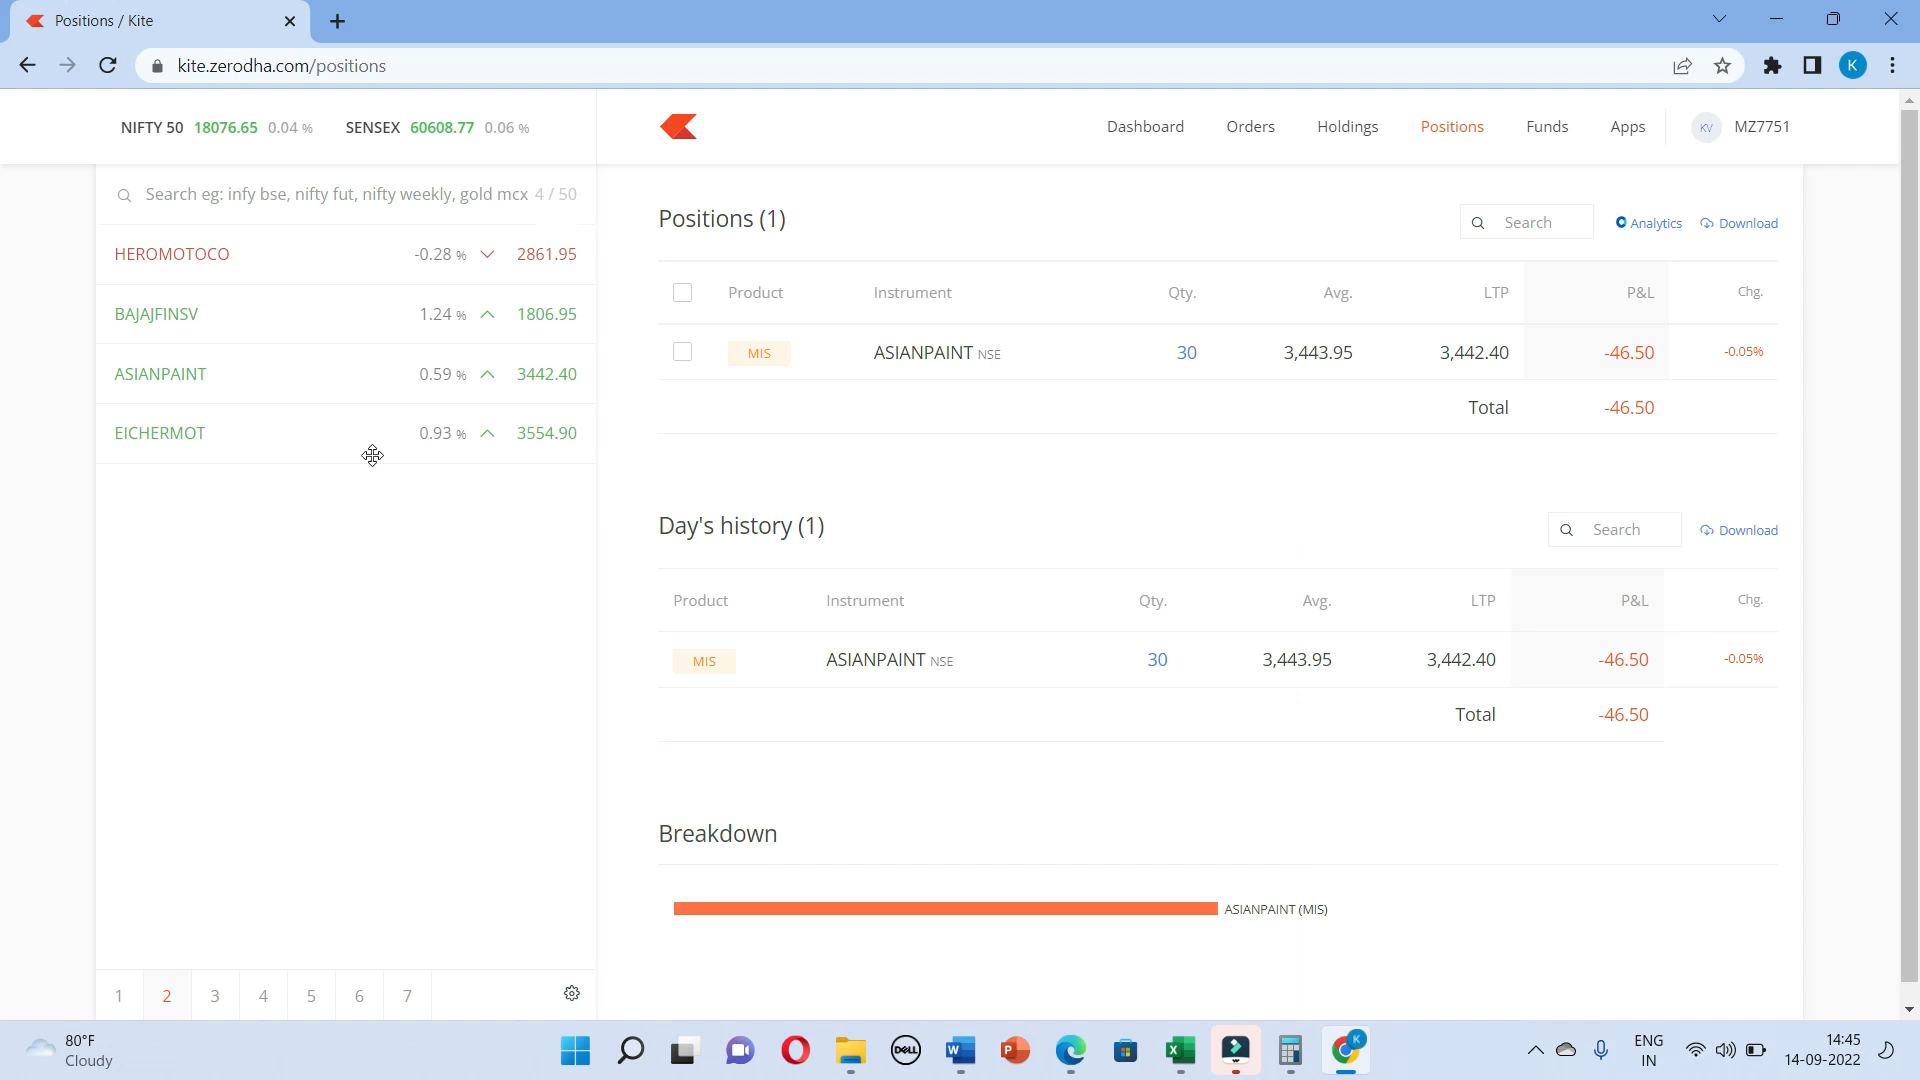 Positions / Kite
kite.zerodha.com/positions
K
NIFTY 50 18076.65 0.04 % SENSEX 60608.77 0.06 %
Dashboard Orders Holdings Positions Funds Apps KV MZ7751
Search eg: infy bse, nifty fut, nifty weekly, gold mcx 4 / 50
HEROMOTOCO -0.28 % 2861.95
BAJAJFINSV 1.24 % 1806.95
ASIANPAINT 0.59 % 3442.40
EICHERMOT 0.93 % 3554.90
1 2 3 4 5 6 7
Positions (1) Search Analytics Download
Product Instrument Qty. Avg. LTP P&L Chg.
MIS ASIANPAINT NSE 30 3,443.95 3,442.40 -46.50 -0.05%
Total -46.50
Day's history (1) Search Download
Product Instrument Qty. Avg. LTP P&L Chg.
MIS ASIANPAINT NSE 30 3,443.95 3,442.40 -46.50 -0.05%
Total -46.50
Breakdown
ASIANPAINT (MIS)
80°F
Cloudy
DELL
W
P
K
ENG
IN
14:45
14-09-2022